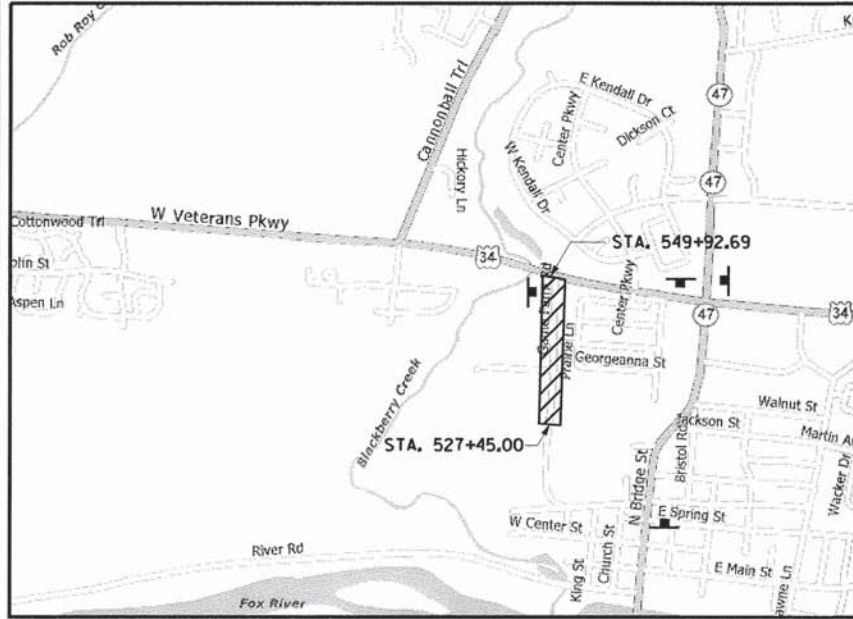 Rob Roy
Cannonball Trl
Hickory Ln
E Kendall Dr
Center Pkwy
Dickson Ct
W Kendall Dr
47
47
Cottonwood Trl
W Veterans Pkwy
34
STA. 549+92.69
Aspen Ln
Center Pkwy
47
34
Prairie Ln
Georgeanna St
Blackberry Creek
STA. 527+45.00
Walnut St
Jackson St
Martin
Bristol Rd
Wacker Dr
N Bridge St
E Spring St
W Center St
River Rd
King St
Church St
E Main St
Fox River